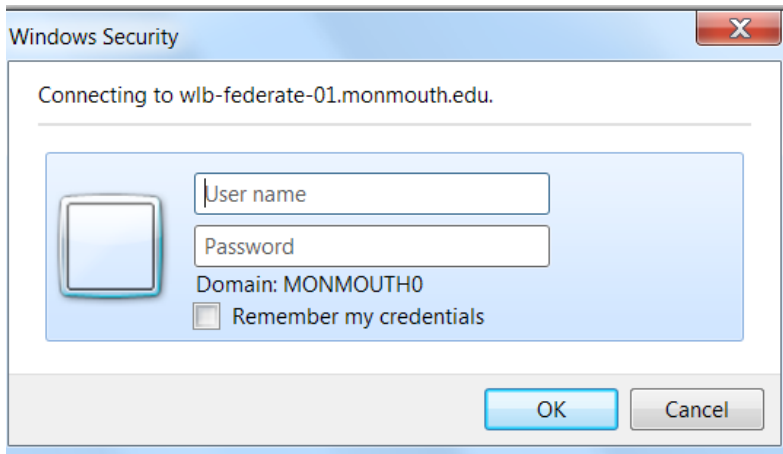 Windows Security
Connecting to wlb-federate-01.monmouth.edu.
User name
Password
Domain: MONMOUTH0
Remember my credentials
OK Cancel